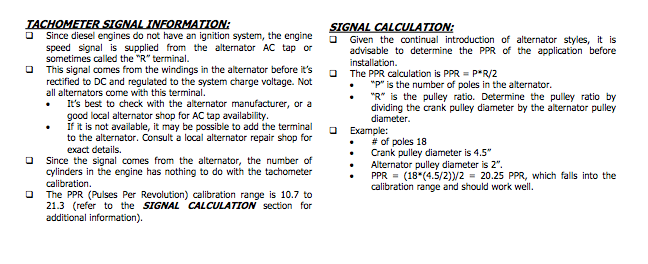 TACHOMETER SIGNAL INFORMATION:
❑ Since diesel engines do not have an ignition system, the engine
speed signal is supplied from the alternator AC tap or
sometimes called the “R” terminal.
❑ This signal comes from the windings in the alternator before it’s
rectified to DC and regulated to the system charge voltage. Not
all alternators come with this terminal.
• It’s best to check with the alternator manufacturer, or a
good local alternator shop for AC tap availability.
• If it is not available, it may be possible to add the terminal
to the alternator. Consult a local alternator repair shop for
exact details.
❑ Since the signal comes from the alternator, the number of
cylinders in the engine has nothing to do with the tachometer
calibration.
❑ The PPR (Pulses Per Revolution) calibration range is 10.7 to
21.3 (refer to the SIGNAL CALCULATION section for
additional information).
SIGNAL CALCULATION:
❑ Given the continual introduction of alternator styles, it is
advisable to determine the PPR of the application before
installation.
❑ The PPR calculation is PPR = P*R/2
• “P” is the number of poles in the alternator.
• “R” is the pulley ratio. Determine the pulley ratio by
dividing the crank pulley diameter by the alternator pulley
diameter.
❑ Example:
• # of poles 18
• Crank pulley diameter is 4.5”
• Alternator pulley diameter is 2”.
• PPR = (18*(4.5/2))/2 = 20.25 PPR, which falls into the
calibration range and should work well.